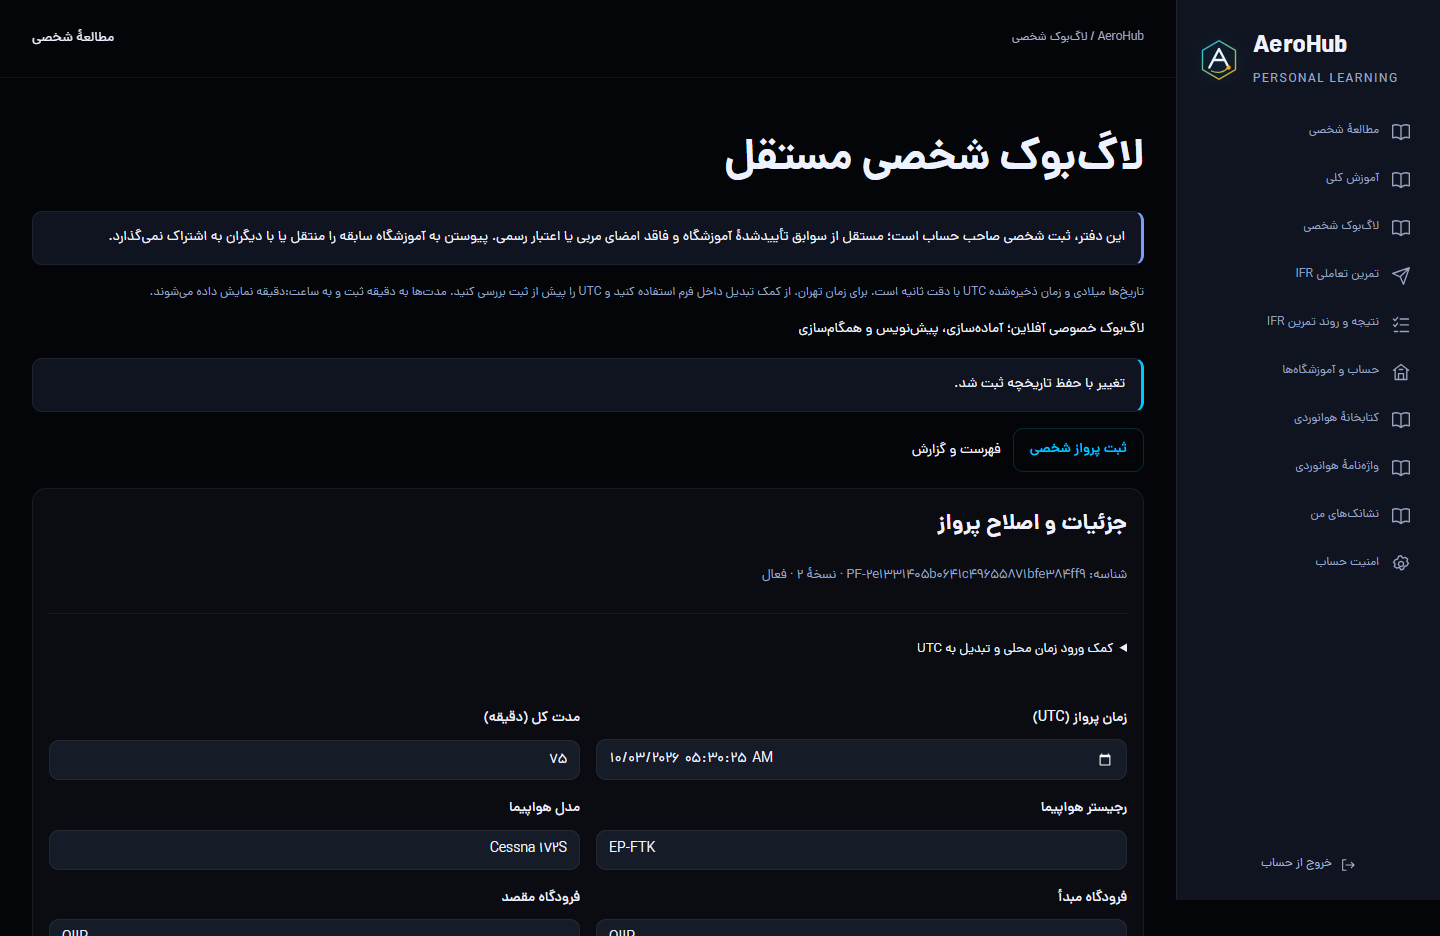 AeroHub
PERSONAL LEARNING
مطالعهٔ شخصی
آموزش کلی
لاگ‌بوک شخصی
تمرین تعاملی IFR
نتیجه و روند تمرین IFR
حساب و آموزشگاه‌ها
کتابخانهٔ هوانوردی
واژه‌نامهٔ هوانوردی
نشانک‌های من
امنیت حساب
خروج از حساب
AeroHub / لاگ‌بوک شخصی
مطالعهٔ شخصی
لاگ‌بوک شخصی مستقل
این دفتر، ثبت شخصی صاحب حساب است؛ مستقل از سوابق تأییدشدهٔ آموزشگاه و فاقد امضای مربی یا اعتبار رسمی. پیوستن به آموزشگاه سابقه را منتقل یا با دیگران به اشتراک نمی‌گذارد.
تاریخ‌ها میلادی و زمان ذخیره‌شده UTC با دقت ثانیه است. برای زمان تهران، از کمک تبدیل داخل فرم استفاده کنید و UTC را پیش از ثبت بررسی کنید. مدت‌ها به دقیقه ثبت و به ساعت:دقیقه نمایش داده می‌شوند.
لاگ‌بوک خصوصی آفلاین؛ آماده‌سازی، پیش‌نویس و همگام‌سازی
تغییر با حفظ تاریخچه ثبت شد.
ثبت پرواز شخصی
فهرست و گزارش
جزئیات و اصلاح پرواز
شناسه: PF-۲e۱۳۳۱۴۰۵b۰۶۴۱c۴۹۶۵۵۸۷۱bfe۳۸۴ff۹ · نسخهٔ ۲ · فعال
◀ کمک ورود زمان محلی و تبدیل به UTC
زمان پرواز (UTC)
۱۰/۰۳/۲۰۲۶ ۰۵:۳۰:۲۵ AM
مدت کل (دقیقه)
۷۵
رجیستر هواپیما
EP-FTK
مدل هواپیما
Cessna ۱۷۲S
فرودگاه مبدأ
OIIP
فرودگاه مقصد
OIIP